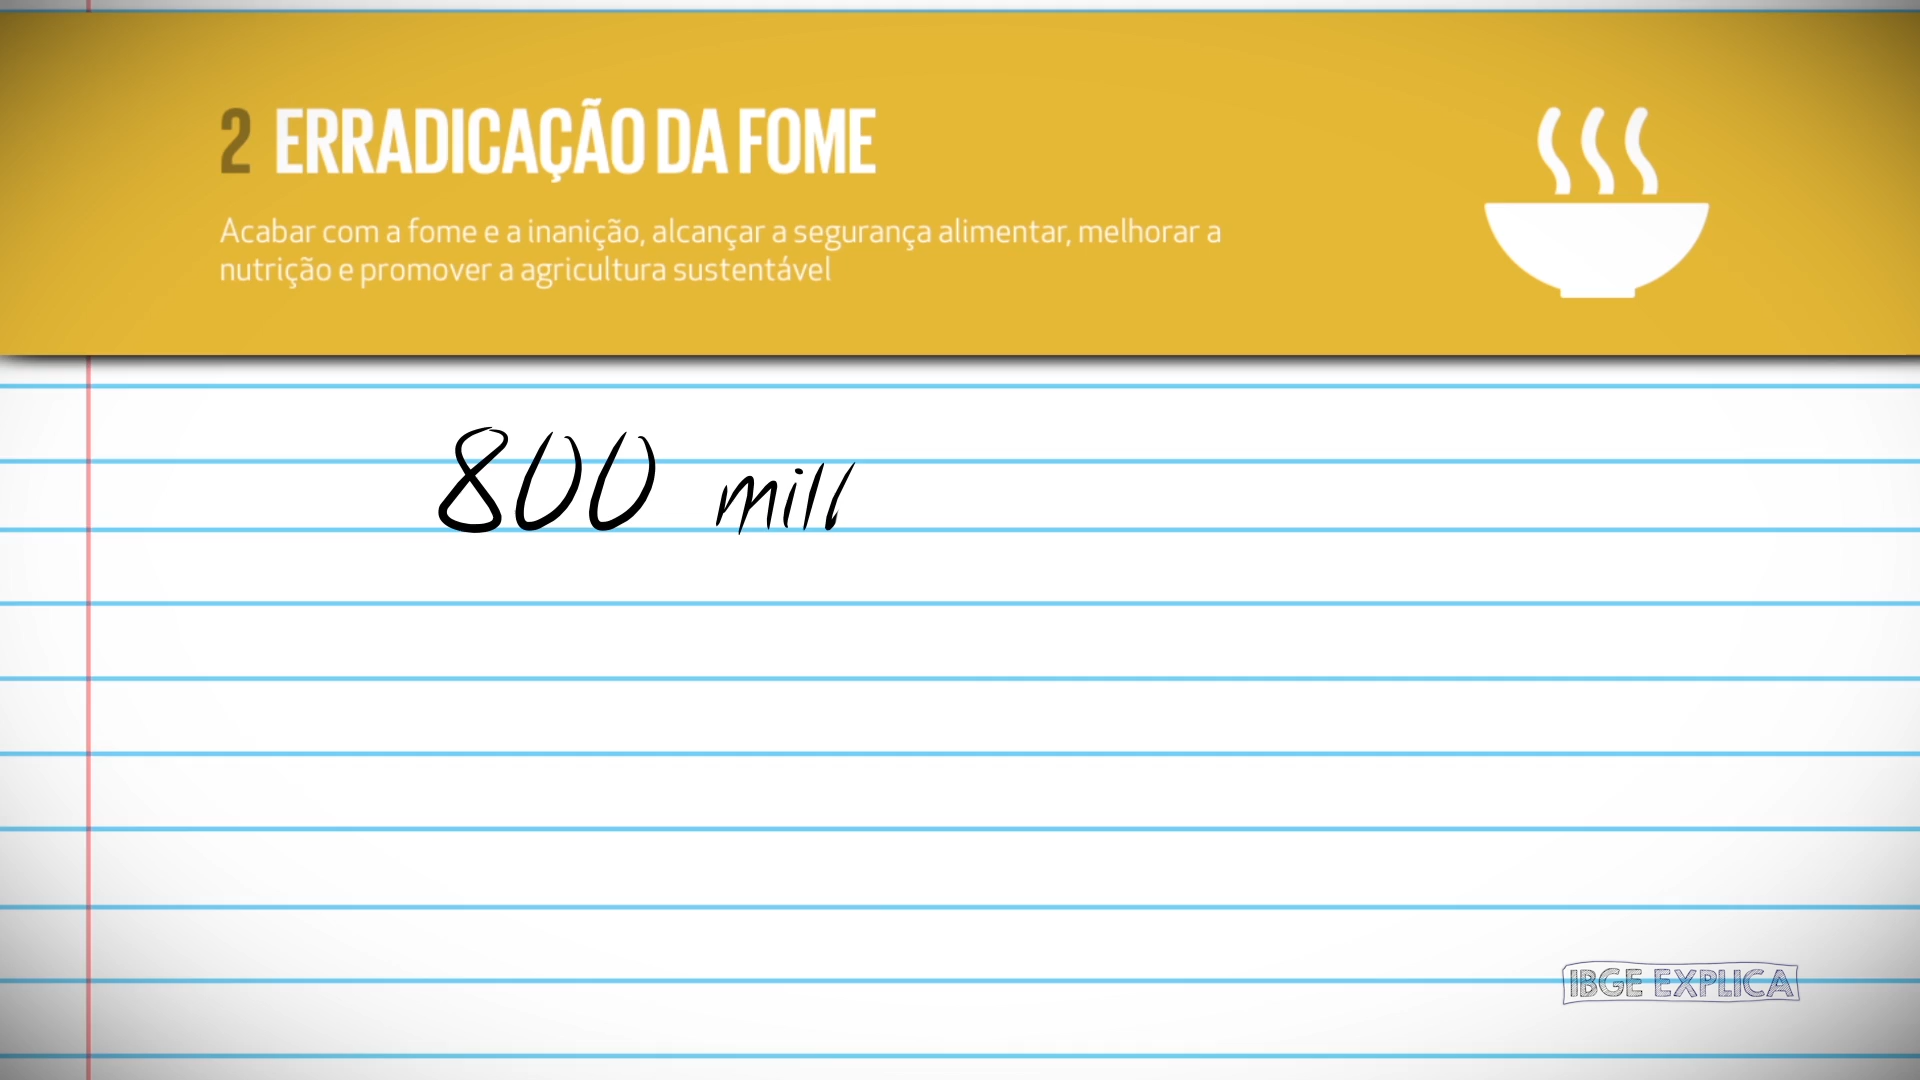 2 ERRADICAÇÃO DA FOME
Acabar com a fome e a inanição, alcançar a segurança alimentar, melhorar a
nutrição e promover a agricultura sustentável
800 mill
IBGE EXPLICA